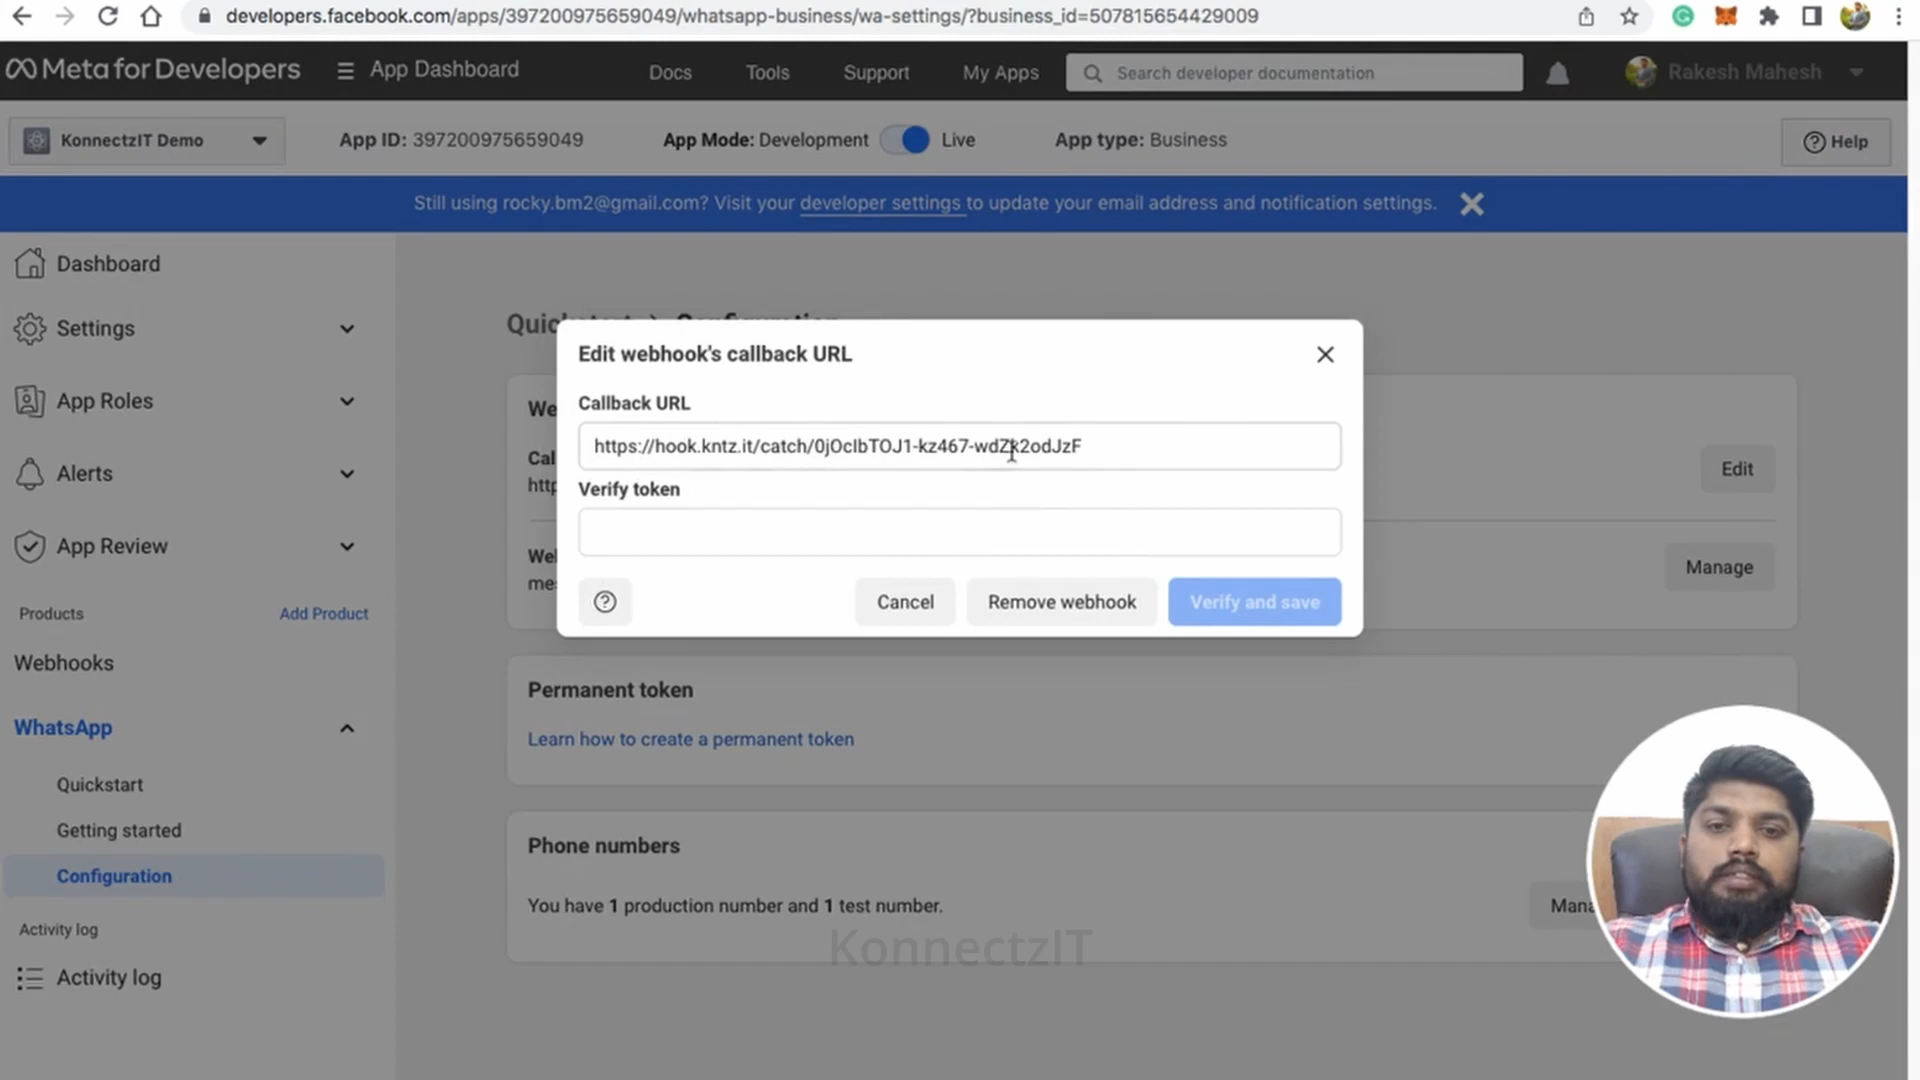 developers.facebook.com/apps/397200975659049/whatsapp-business/wa-settings/?business_id=507815654429009
Meta for Developers
App Dashboard
Docs
Tools
Support
My Apps
Search developer documentation
Rakesh Mahesh
KonnectzIT Demo
App ID: 397200975659049
App Mode: Development
Live
App type: Business
Help
Still using rocky.bm2@gmail.com? Visit your developer settings to update your email address and notification settings.
Dashboard
Settings
App Roles
Alerts
App Review
Products
Add Product
Webhooks
WhatsApp
Quickstart
Getting started
Configuration
Activity log
Activity log
Edit webhook's callback URL
Callback URL
https://hook.kntz.it/catch/0jOcIbTOJ1-kz467-wdZk2odJzF
Verify token
Cancel
Remove webhook
Verify and save
Edit
Manage
Permanent token
Learn how to create a permanent token
Phone numbers
You have 1 production number and 1 test number.
KonnectzIT